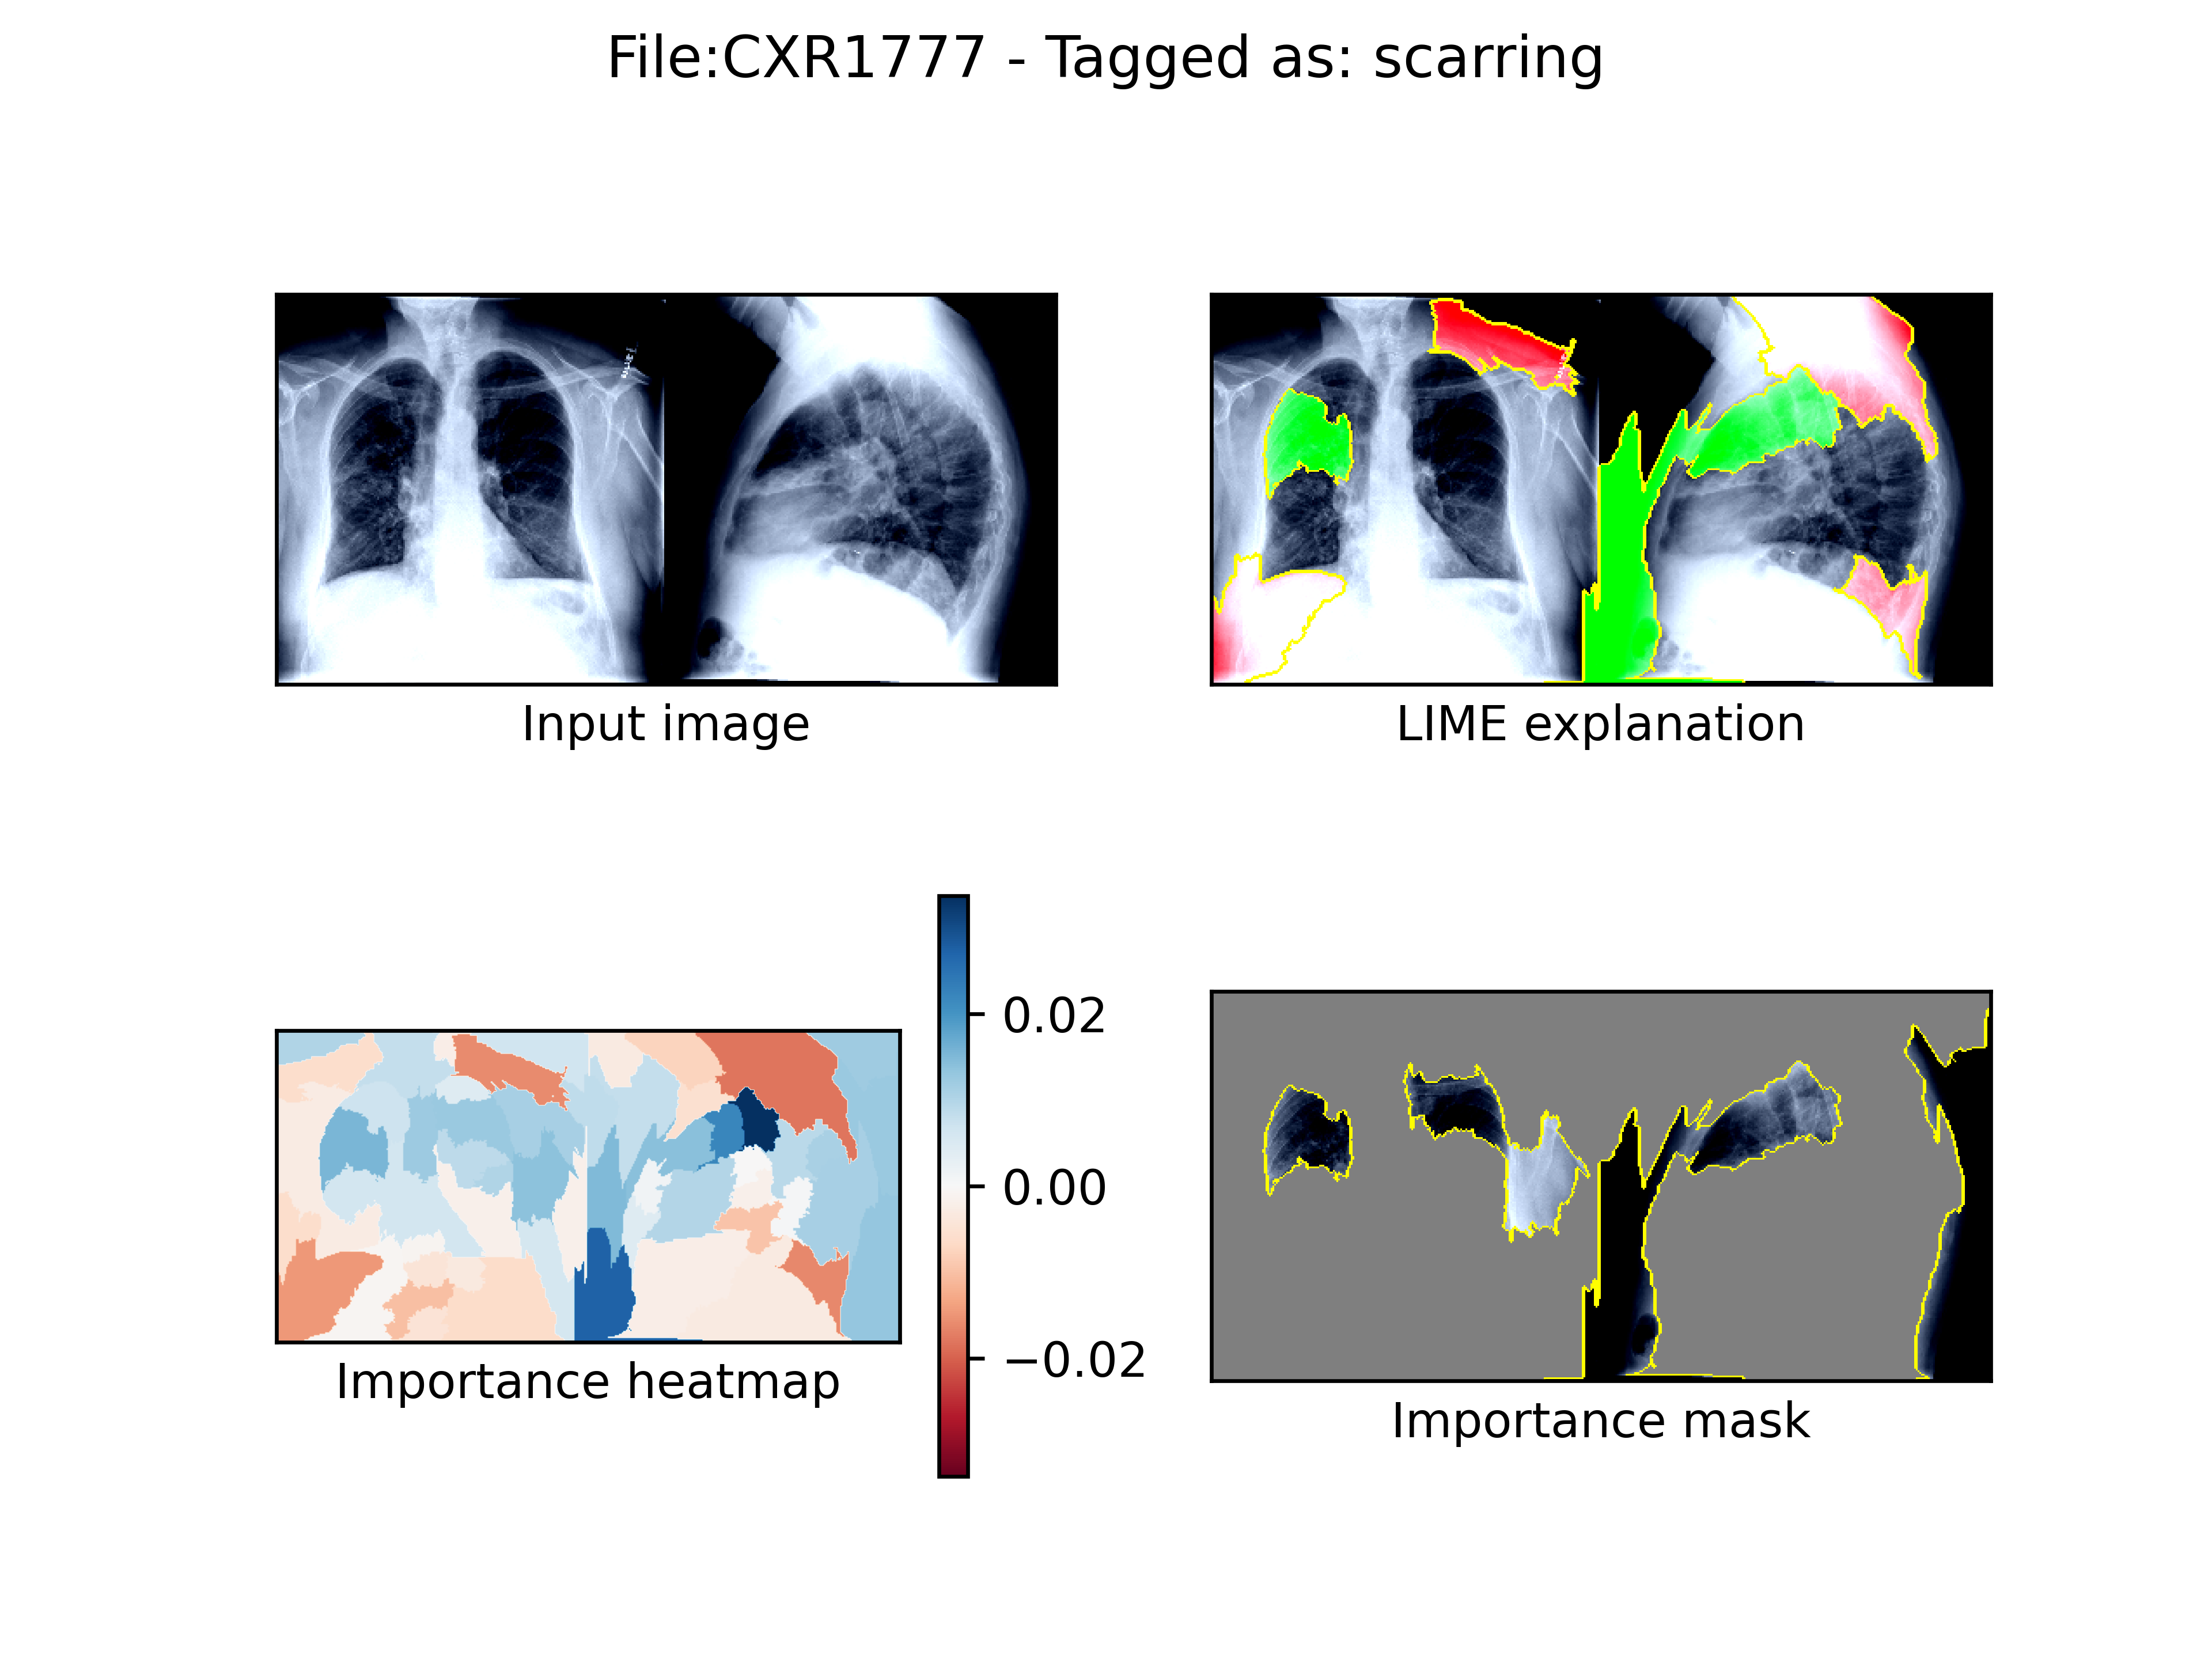 File:CXR1777 - Tagged as: scarring
Input image
LIME explanation
0.02
0.00
−0.02
Importance heatmap
Importance mask